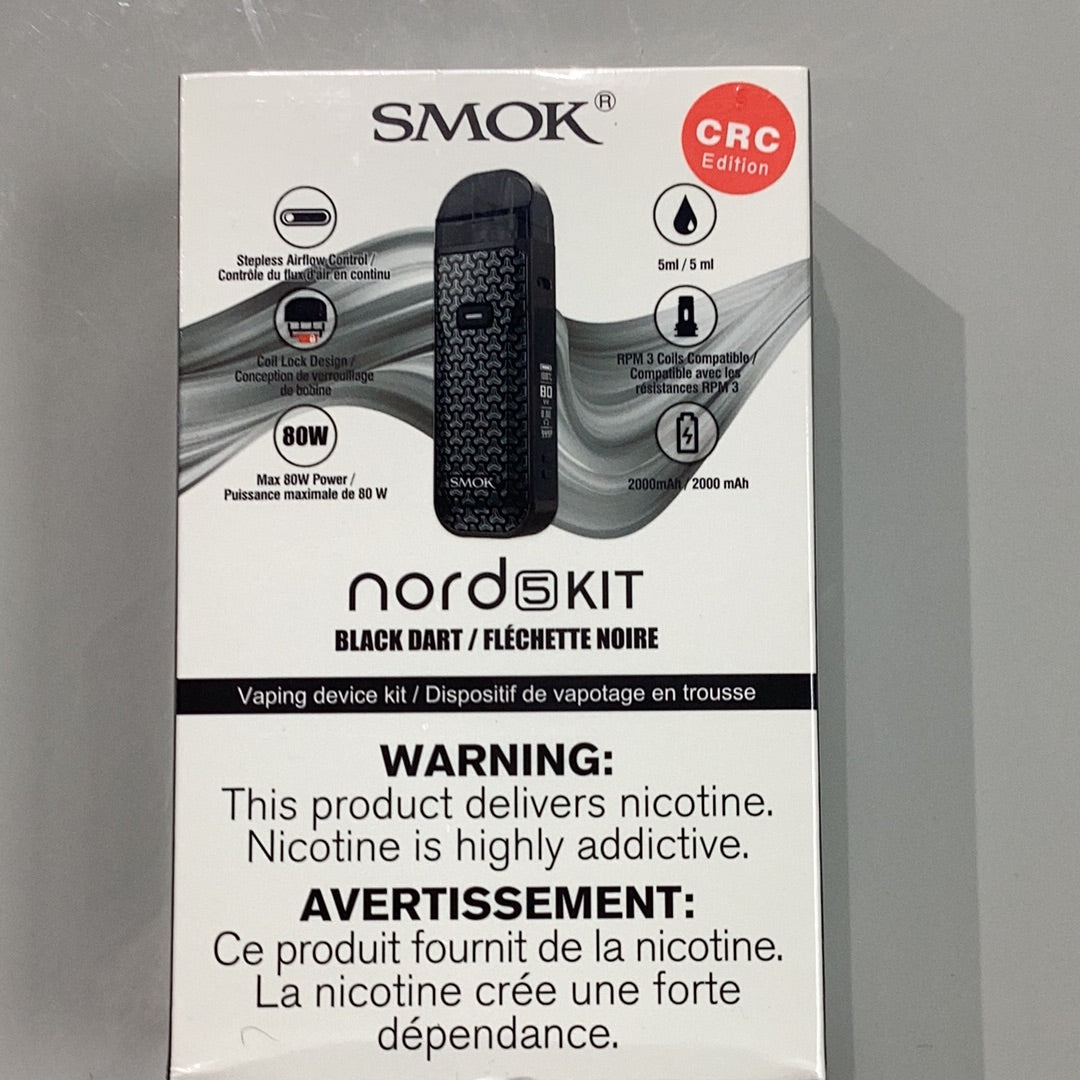 SMOK®
CRC
Edition
Stepless Airflow Control /
Contrôle du flux d'air en continu
5ml / 5 ml
Coil Lock Design /
Conception de verrouillage
de bobine
RPM 3 Coils Compatible /
Compatible avec les
résistances RPM 3
80W
Max 80W Power /
Puissance maximale de 80 W
2000mAh / 2000 mAh
80
SMOK
nord 5 KIT
BLACK DART / FLÉCHETTE NOIRE
Vaping device kit / Dispositif de vapotage en trousse
WARNING:
This product delivers nicotine.
Nicotine is highly addictive.
AVERTISSEMENT:
Ce produit fournit de la nicotine.
La nicotine crée une forte
dépendance.